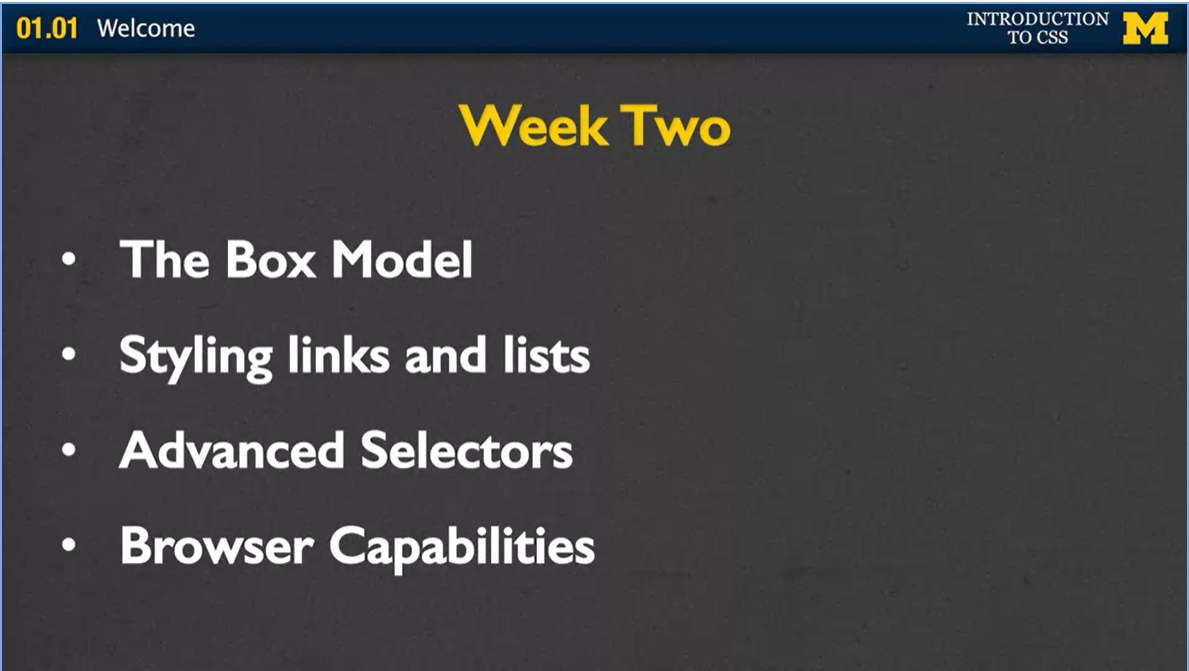 01.01 Welcome
INTRODUCTION
TO CSS
M
Week Two
• The Box Model
• Styling links and lists
• Advanced Selectors
• Browser Capabilities